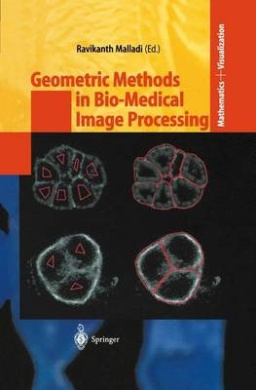 Ravikanth Malladi (Ed.)
Geometric Methods
in Bio-Medical
Image Processing
Mathematics+Visualization
Springer